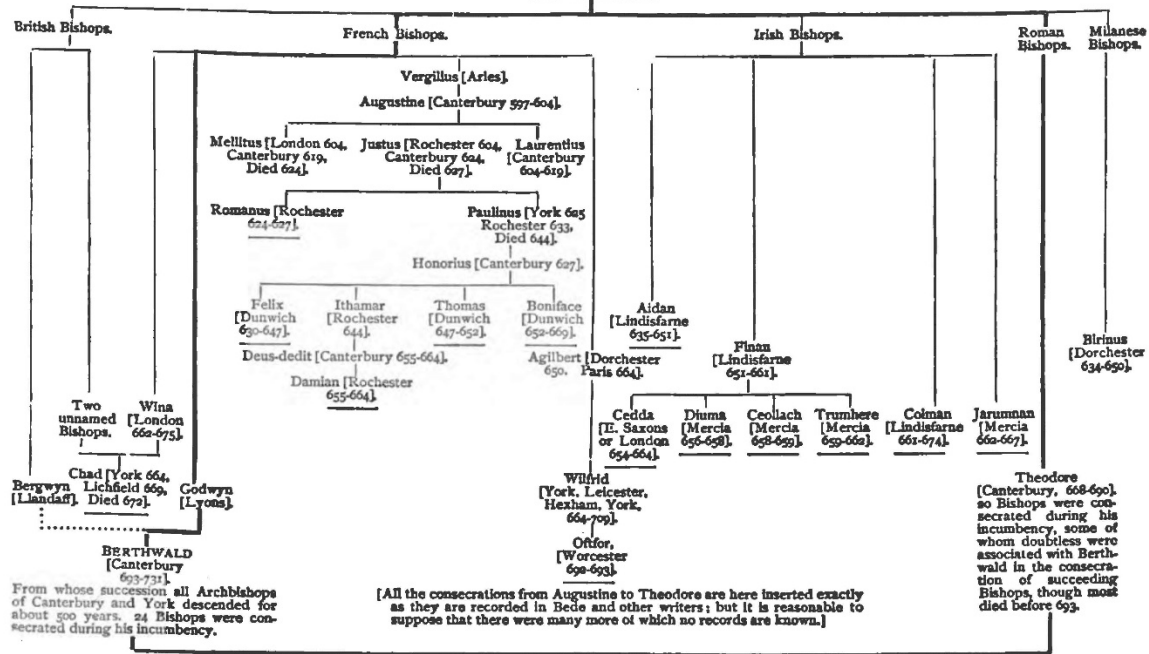 British Bishops.
French Bishops.
Irish Bishops.
Roman
Bishops.
Milanese
Bishops.
Vergilius [Arles].
Augustine [Canterbury 597-604].
Mellitus [London 604,
Canterbury 619,
Died 624].
Justus [Rochester 604,
Canterbury 624,
Died 627].
Laurentius
[Canterbury
604-619].
Romanus [Rochester
624-627].
Paulinus [York 625
Rochester 633,
Died 644].
Honorius [Canterbury 627].
Felix
[Dunwich
630-647].
Ithamar
[Rochester
644].
Thomas
[Dunwich
647-652].
Boniface
[Dunwich
652-669].
Deus-dedit [Canterbury 655-664].
Damian [Rochester
655-664].
Agilbert [Dorchester
650. Paris 664].
Aidan
[Lindisfarne
635-651].
Finan
[Lindisfarne
651-661].
Birinus
[Dorchester
634-650].
Cedda
[E. Saxons
or London
654-664].
Diuma
[Mercia
656-658].
Ceollach
[Mercia
658-659].
Trumhere
[Mercia
659-662].
Colman
[Lindisfarne
661-674].
Jarumnan
[Mercia
662-667].
Two
unnamed
Bishops.
Wina
[London
662-675].
Bergwyn
[Llandaff].
Chad [York 664,
Lichfield 669,
Died 672].
Godwyn
[Lyons].
Wilfrid
[York, Leicester,
Hexham, York,
664-709].
Oftfor,
[Worcester
692-693].
Theodore
[Canterbury, 668-690].
so Bishops were con-
secrated during his
incumbency, some of
whom doubtless were
associated with Berth-
wald in the consecra-
tion of succeeding
Bishops, though most
died before 693.
BERTHWALD
[Canterbury
693-731].
From whose succession all Archbishops
of Canterbury and York descended for
about 500 years. 24 Bishops were con-
secrated during his incumbency.
[All the consecrations from Augustine to Theodore are here inserted exactly
as they are recorded in Bede and other writers; but it is reasonable to
suppose that there were many more of which no records are known.]